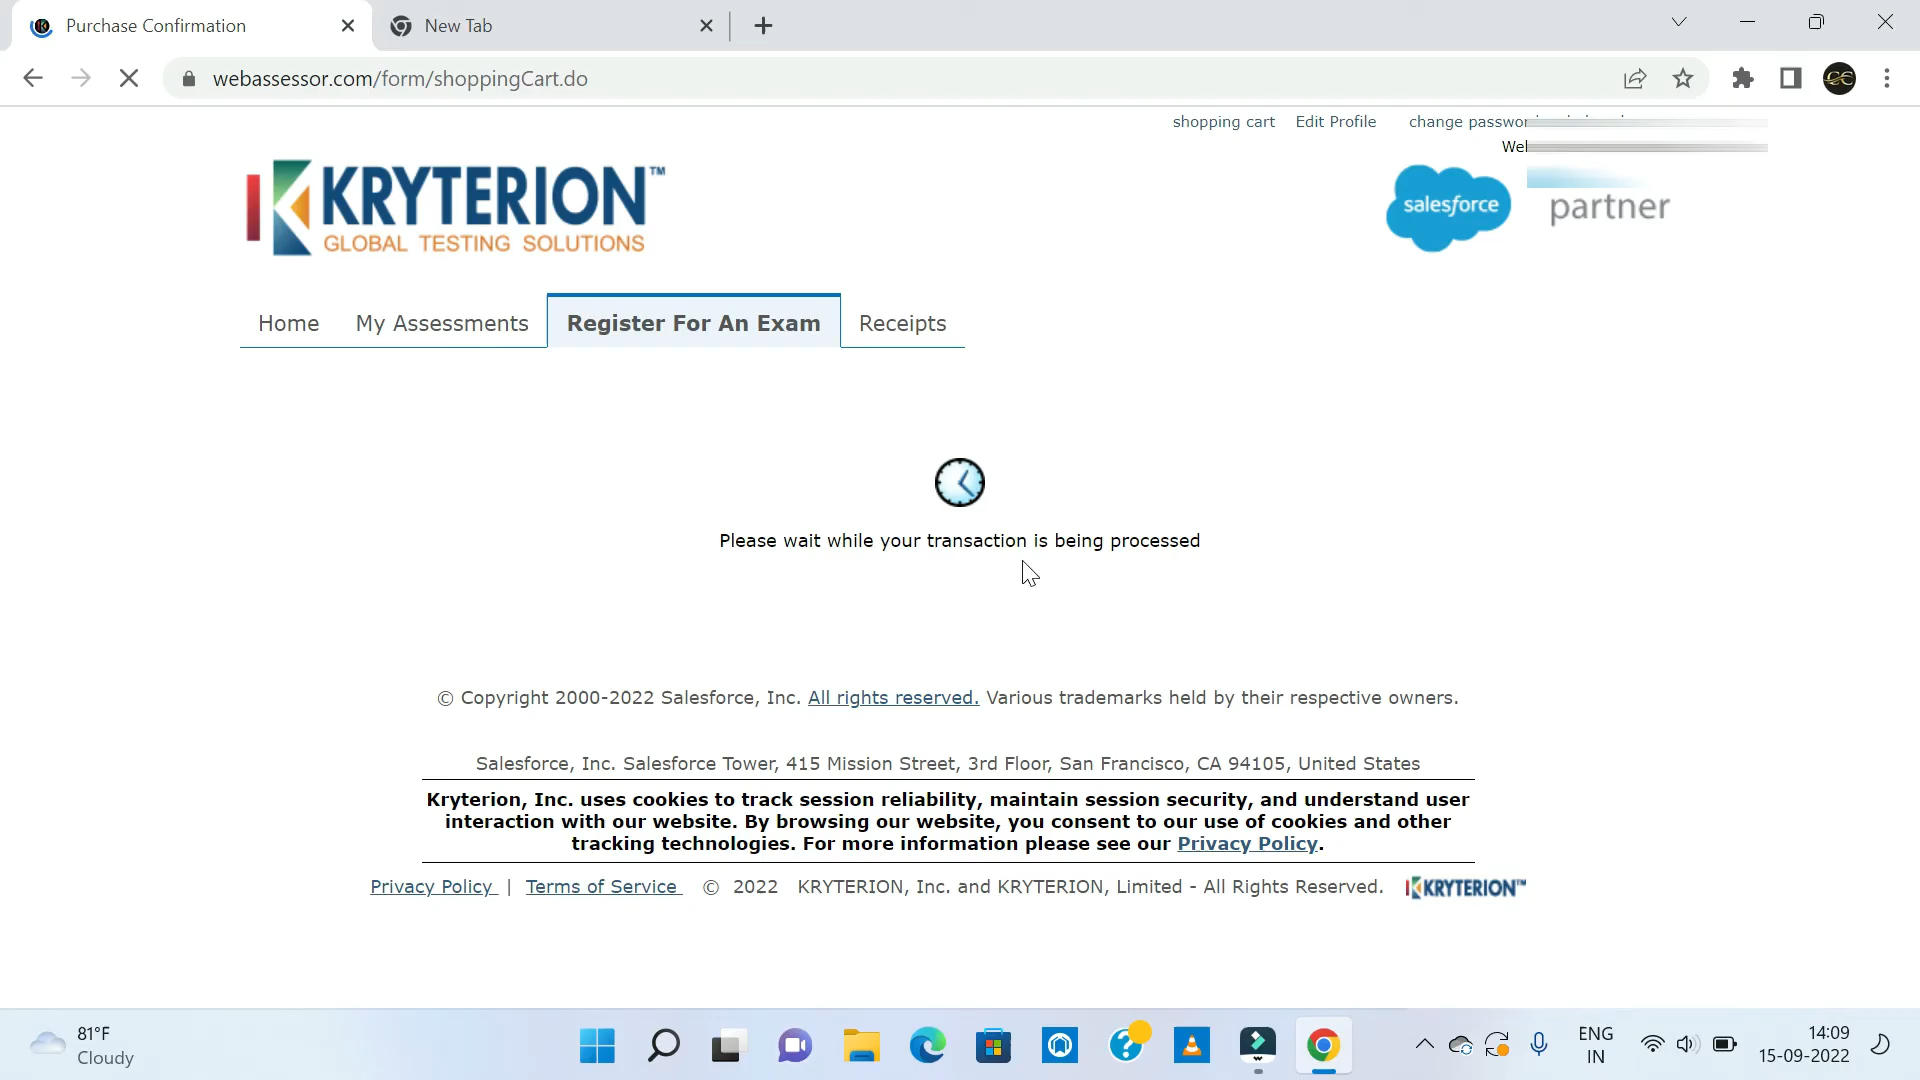 Purchase Confirmation
New Tab
webassessor.com/form/shoppingCart.do
shopping cart Edit Profile change
KRYTERION™
GLOBAL TESTING SOLUTIONS
salesforce
partner
Home My Assessments Register For An Exam Receipts
Please wait while your transaction is being processed
© Copyright 2000-2022 Salesforce, Inc. All rights reserved. Various trademarks held by their respective owners.
Salesforce, Inc. Salesforce Tower, 415 Mission Street, 3rd Floor, San Francisco, CA 94105, United States
Kryterion, Inc. uses cookies to track session reliability, maintain session security, and understand user
interaction with our website. By browsing our website, you consent to our use of cookies and other
tracking technologies. For more information please see our Privacy Policy.
Privacy Policy | Terms of Service © 2022 KRYTERION, Inc. and KRYTERION, Limited - All Rights Reserved. KRYTERION™
81°F
Cloudy
ENG
IN
14:09
15-09-2022